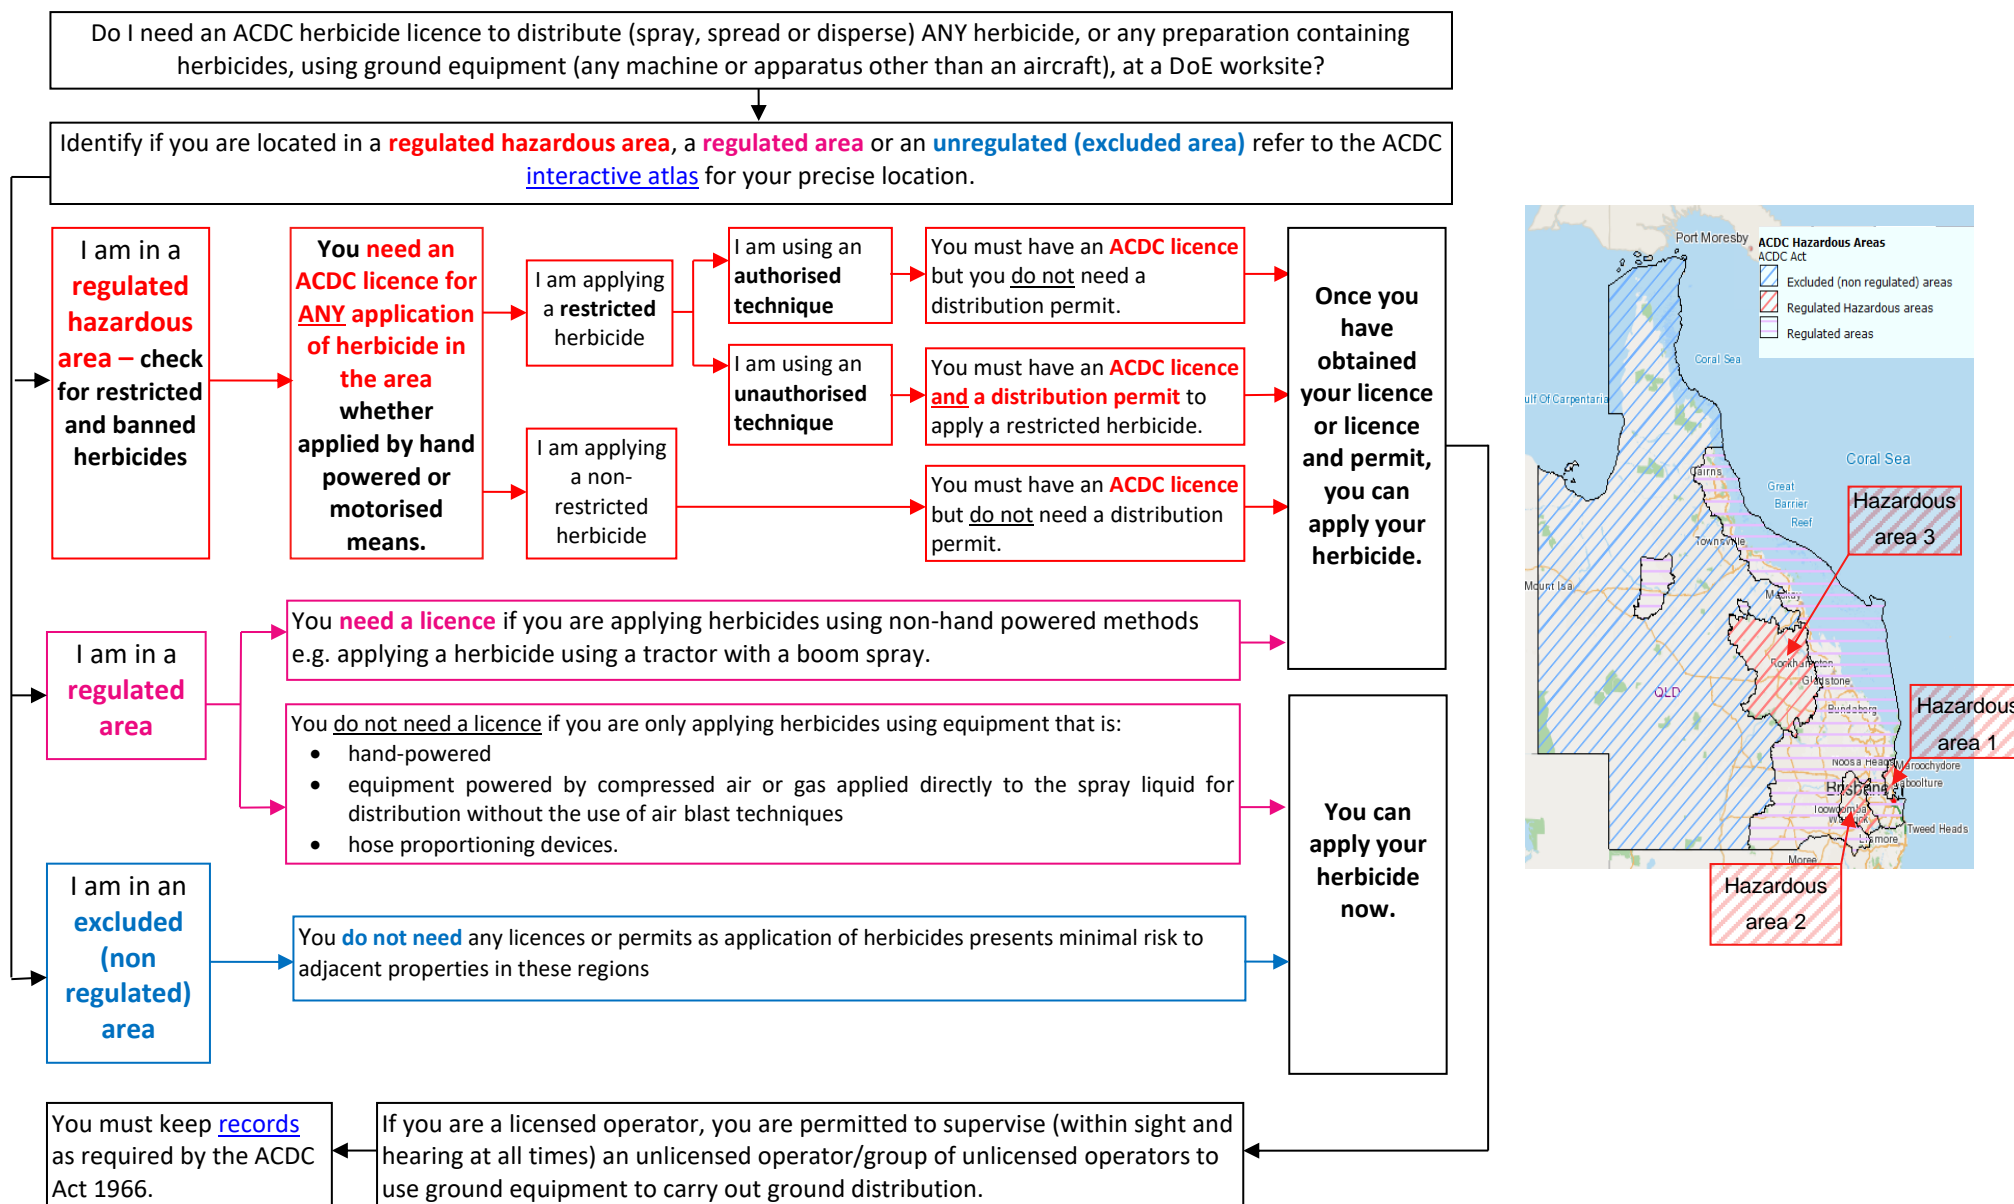 Do I need an ACDC herbicide licence to distribute (spray, spread or disperse) ANY herbicide, or any preparation containing
herbicides, using ground equipment (any machine or apparatus other than an aircraft), at a DoE worksite?
Identify if you are located in a regulated hazardous area, a regulated area or an unregulated (excluded area) refer to the ACDC
interactive atlas for your precise location.
I am in a
regulated
hazardous
area – check
for restricted
and banned
herbicides
You need an
ACDC licence for
ANY application
of herbicide in
the area
whether
applied by hand
powered or
motorised
means.
I am applying
a restricted
herbicide
I am using an
authorised
technique
You must have an ACDC licence
but you do not need a
distribution permit.
I am using an
unauthorised
technique
You must have an ACDC licence
and a distribution permit to
apply a restricted herbicide.
I am applying
a non-
restricted
herbicide
You must have an ACDC licence
but do not need a distribution
permit.
Once you
have
obtained
your licence
or licence
and permit,
you can
apply your
herbicide.
I am in a
regulated
area
You need a licence if you are applying herbicides using non-hand powered methods
e.g. applying a herbicide using a tractor with a boom spray.
You do not need a licence if you are only applying herbicides using equipment that is:
• hand-powered
• equipment powered by compressed air or gas applied directly to the spray liquid for
distribution without the use of air blast techniques
• hose proportioning devices.
I am in an
excluded
(non
regulated)
area
You do not need any licences or permits as application of herbicides presents minimal risk to
adjacent properties in these regions
You can
apply your
herbicide
now.
You must keep records
as required by the ACDC
Act 1966.
If you are a licensed operator, you are permitted to supervise (within sight and
hearing at all times) an unlicensed operator/group of unlicensed operators to
use ground equipment to carry out ground distribution.
Port Moresby
ACDC Hazardous Areas
ACDC Act
Excluded (non regulated) areas
Regulated Hazardous areas
Regulated areas
Coral Sea
ulf Of Carpentaria
Cairns
Coral Sea
Great
Barrier
Reef
Hazardous
area 3
Townsville
Mount Isa
Mackay
Rockhampton
Gladstone
QLD
Bundaberg
Hazardous
area 1
Noosa Heads
Maroochydore
Caboolture
Brisbane
Toowoomba
Warwick
Tweed Heads
Lismore
Moree
Hazardous
area 2